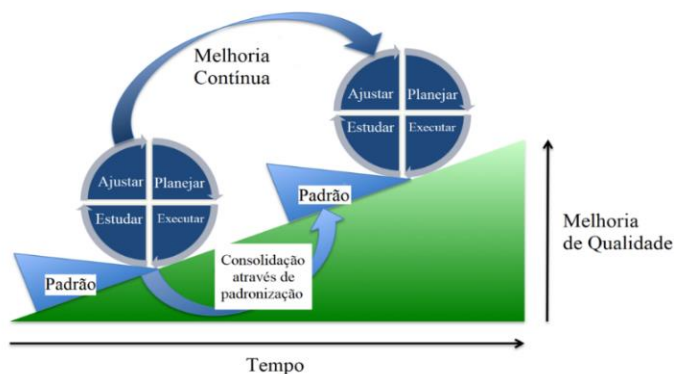 Melhoria
Contínua
Ajustar
Planejar
Estudar
Executar
Ajustar
Planejar
Estudar
Executar
Padrão
Padrão
Consolidação
através de
padronização
Melhoria
de Qualidade
Tempo